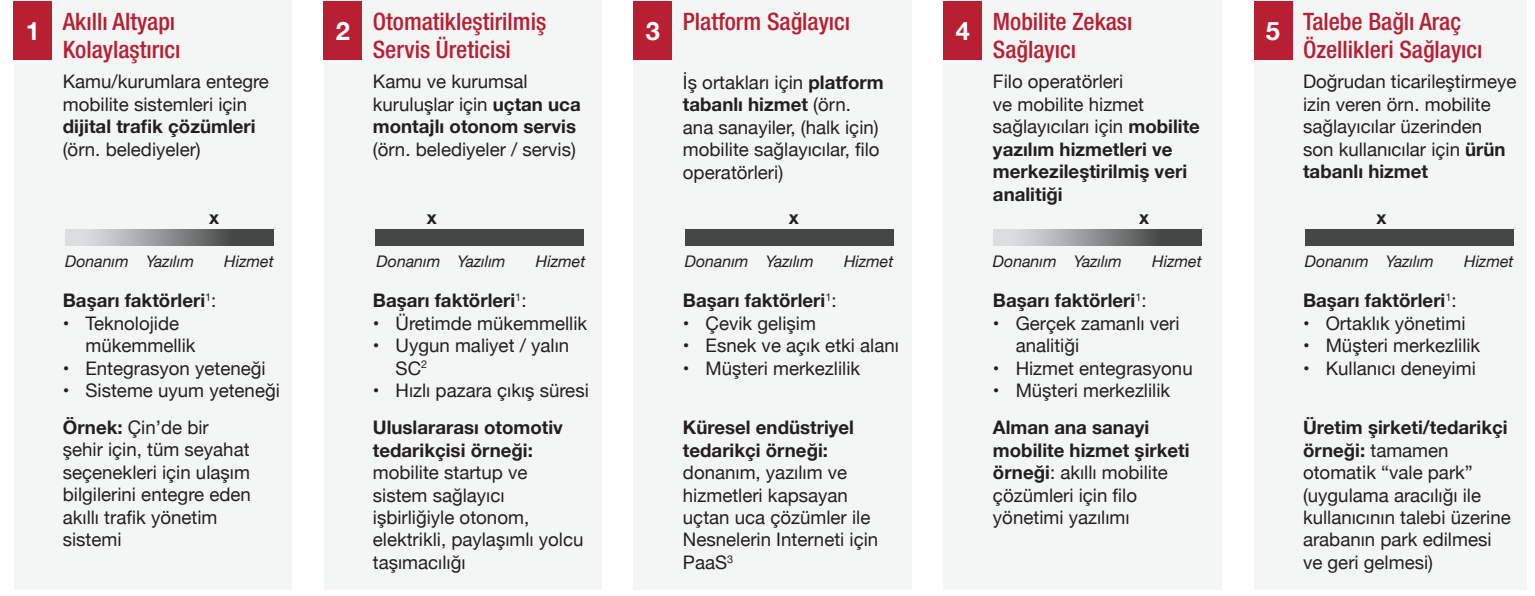 1
Akıllı Altyapı
Kolaylaştırıcı
Kamu/kurumlara entegre
mobilite sistemleri için
dijital trafik çözümleri
(örn. belediyeler)
x
Donanım Yazılım Hizmet
Başarı faktörleri¹:
• Teknolojide
mükemmellik
• Entegrasyon yeteneği
• Sisteme uyum yeteneği
Örnek: Çin’de bir
şehir için, tüm seyahat
seçenekleri için ulaşım
bilgilerini entegre eden
akıllı trafik yönetim
sistemi
2
Otomatikleştirilmiş
Servis Üreticisi
Kamu ve kurumsal
kuruluşlar için uçtan uca
montajlı otonom servis
(örn. belediyeler / servis)
x
Donanım Yazılım Hizmet
Başarı faktörleri¹:
• Üretimde mükemmellik
• Uygun maliyet / yalın
SC²
• Hızlı pazara çıkış süresi
Uluslararası otomotiv
tedarikçisi örneği:
mobilite startup ve
sistem sağlayıcı
işbirliğiyle otonom,
elektrikli, paylaşımlı yolcu
taşımacılığı
3
Platform Sağlayıcı
İş ortakları için platform
tabanlı hizmet (örn.
ana sanayiler, (halk için)
mobilite sağlayıcılar, filo
operatörleri)
x
Donanım Yazılım Hizmet
Başarı faktörleri¹:
• Çevik gelişim
• Esnek ve açık etki alanı
• Müşteri merkezlilik
Küresel endüstriyel
tedarikçi örneği:
donanım, yazılım ve
hizmetleri kapsayan
uçtan uca çözümler ile
Nesnelerin Interneti için
PaaS³
4
Mobilite Zekası
Sağlayıcı
Filo operatörleri
ve mobilite hizmet
sağlayıcıları için mobilite
yazılım hizmetleri ve
merkezileştirilmiş veri
analitiği
x
Donanım Yazılım Hizmet
Başarı faktörleri¹:
• Gerçek zamanlı veri
analitiği
• Hizmet entegrasyonu
• Müşteri merkezlilik
Alman ana sanayi
mobilite hizmet şirketi
örneği: akıllı mobilite
çözümleri için filo
yönetimi yazılımı
5
Talebe Bağlı Araç
Özellikleri Sağlayıcı
Doğrudan ticarileştirmeye
izin veren örn. mobilite
sağlayıcılar üzerinden
son kullanıcılar için ürün
tabanlı hizmet
x
Donanım Yazılım Hizmet
Başarı faktörleri¹:
• Ortaklık yönetimi
• Müşteri merkezlilik
• Kullanıcı deneyimi
Üretim şirketi/tedarikçi
örneği: tamamen
otomatik “vale park”
(uygulama aracılığı ile
kullanıcının talebi üzerine
arabanın park edilmesi
ve geri gelmesi)